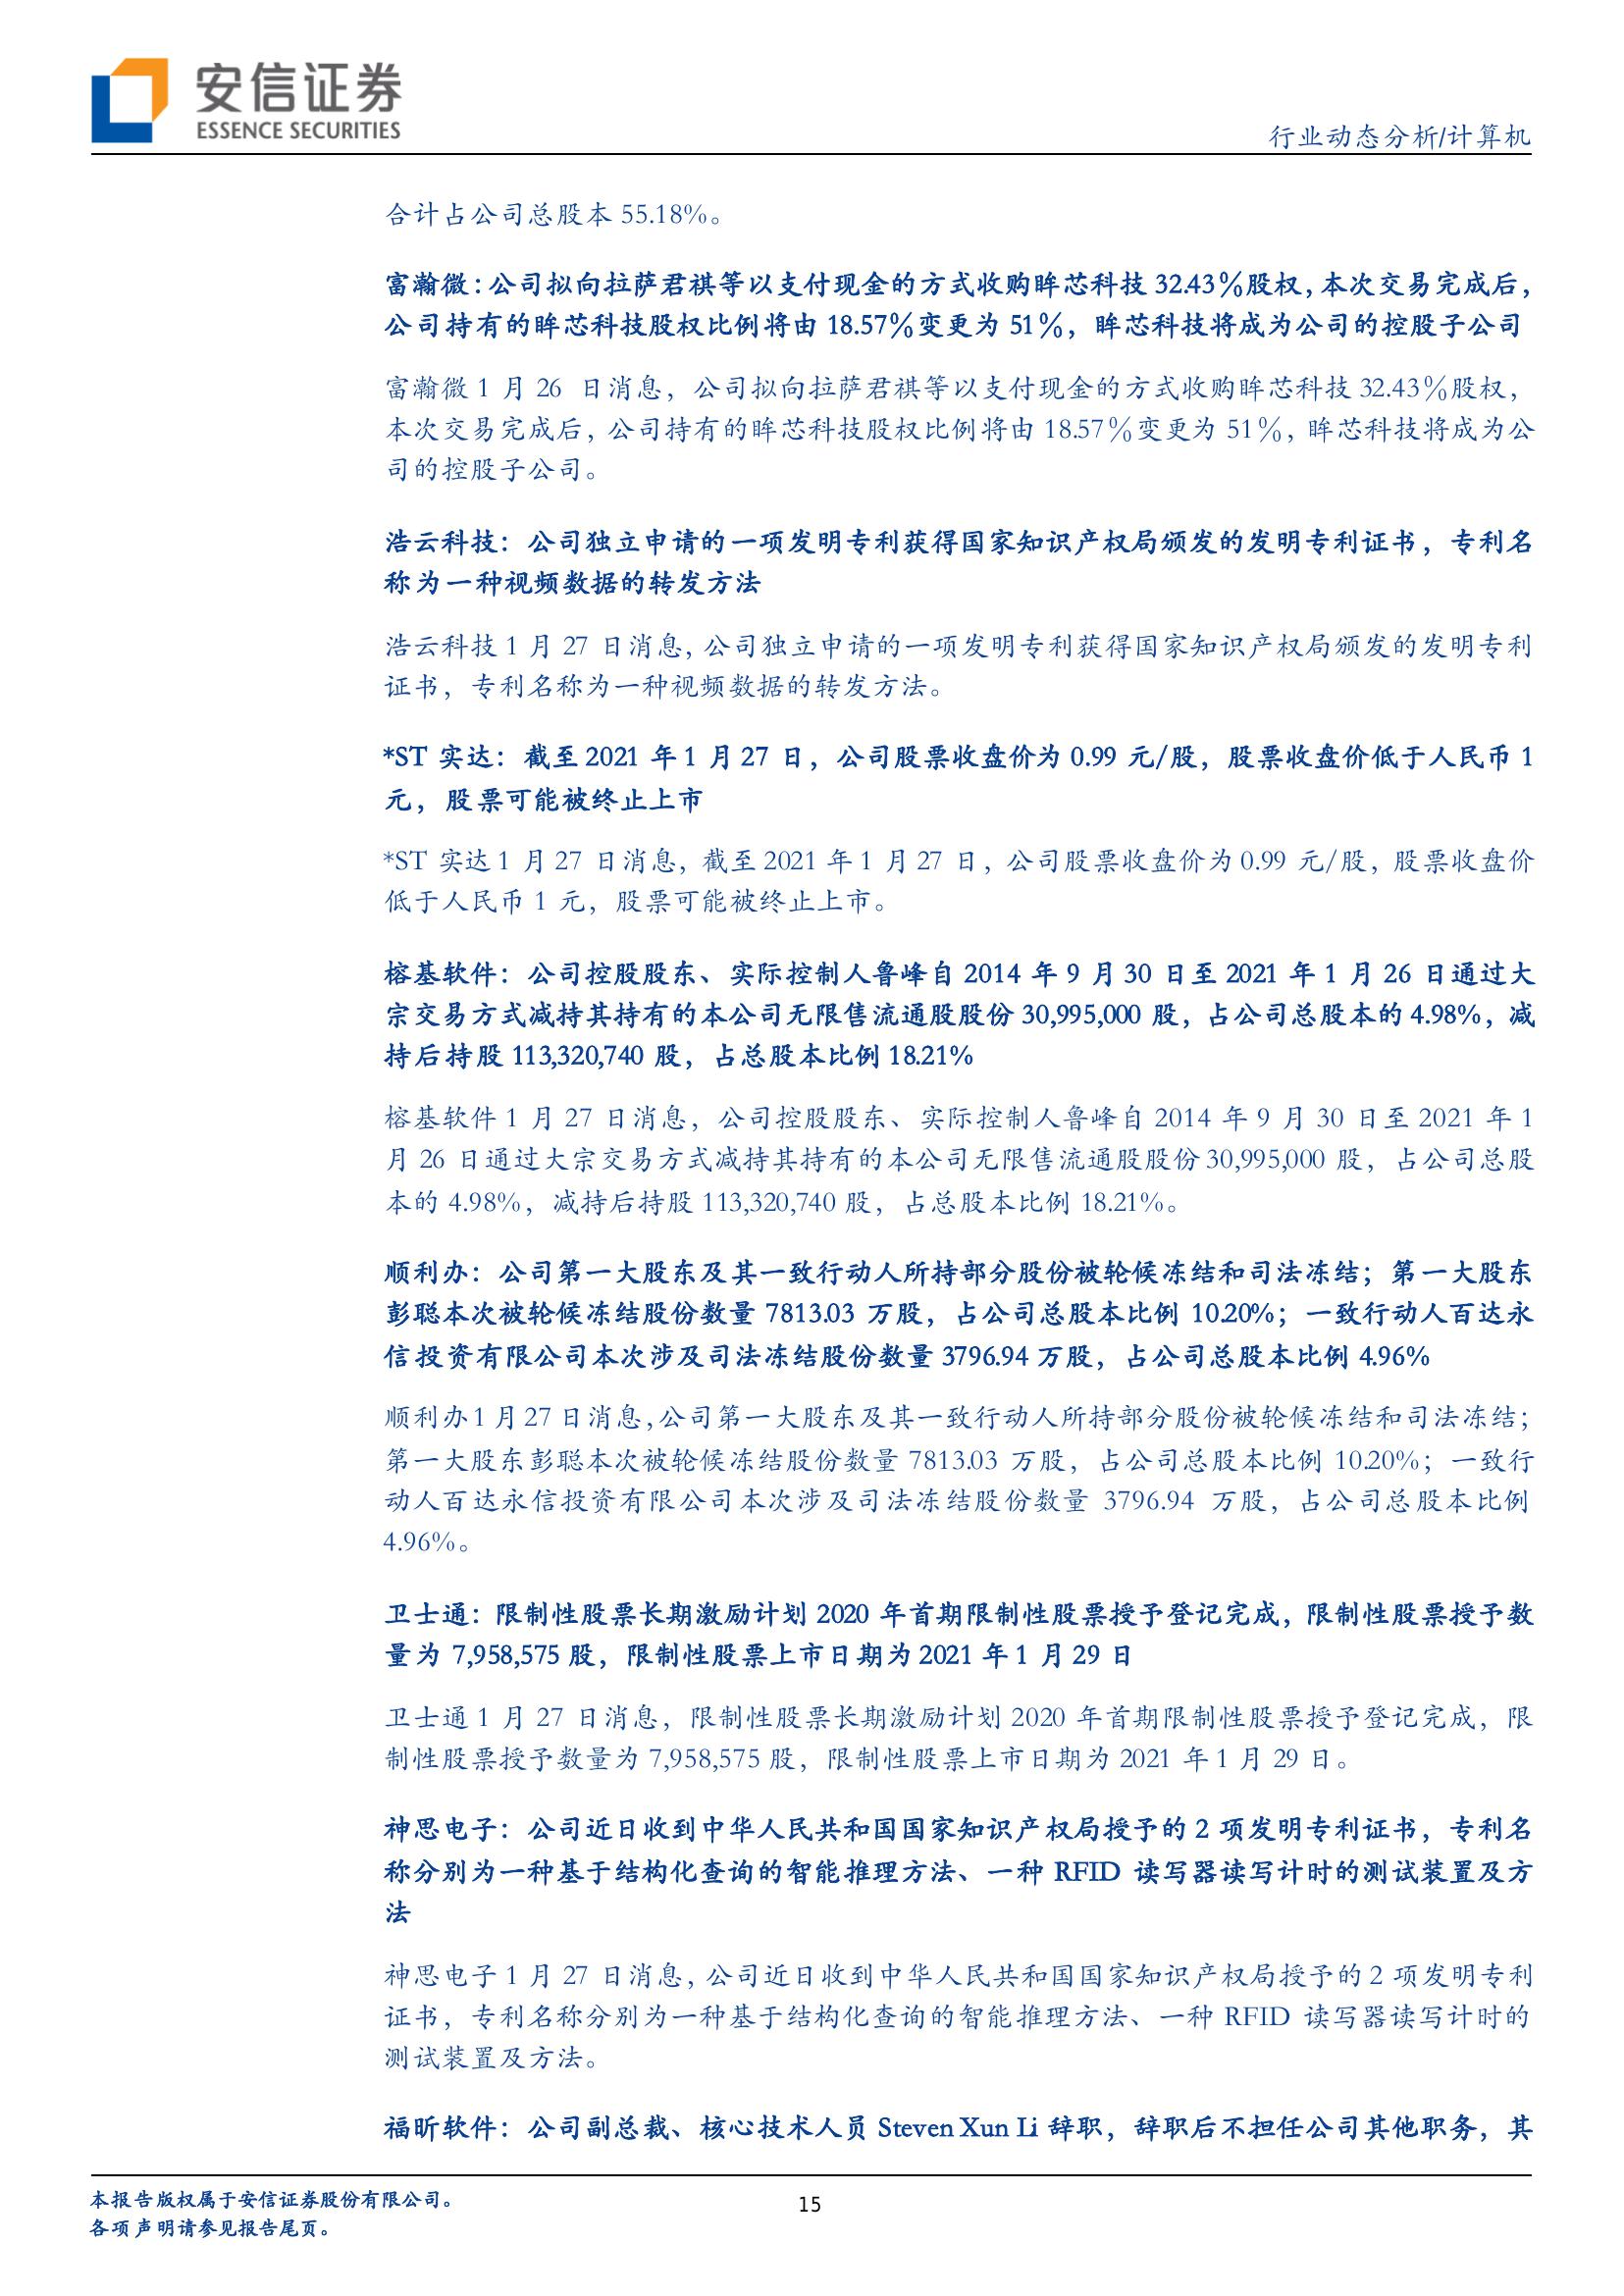 安信证券
ESSENCE SECURITIES
行业动态分析/计算机
合计占公司总股本 55.18%。
富瀚微：公司拟向拉萨君祺等以支付现金的方式收购眸芯科技 32.43％股权，本次交易完成后，
公司持有的眸芯科技股权比例将由 18.57％变更为 51％，眸芯科技将成为公司的控股子公司
富瀚微 1 月 26 日消息，公司拟向拉萨君祺等以支付现金的方式收购眸芯科技 32.43％股权，
本次交易完成后，公司持有的眸芯科技股权比例将由 18.57％变更为 51％，眸芯科技将成为公
司的控股子公司。
浩云科技：公司独立申请的一项发明专利获得国家知识产权局颁发的发明专利证书，专利名
称为一种视频数据的转发方法
浩云科技 1 月 27 日消息，公司独立申请的一项发明专利获得国家知识产权局颁发的发明专利
证书，专利名称为一种视频数据的转发方法。
*ST 实达：截至 2021 年 1 月 27 日，公司股票收盘价为 0.99 元/股，股票收盘价低于人民币 1
元，股票可能被终止上市
*ST 实达 1 月 27 日消息，截至 2021 年 1 月 27 日，公司股票收盘价为 0.99 元/股，股票收盘价
低于人民币 1 元，股票可能被终止上市。
榕基软件：公司控股股东、实际控制人鲁峰自 2014 年 9 月 30 日至 2021 年 1 月 26 日通过大
宗交易方式减持其持有的本公司无限售流通股股份 30,995,000 股，占公司总股本的 4.98%，减
持后持股 113,320,740 股，占总股本比例 18.21%
榕基软件 1 月 27 日消息，公司控股股东、实际控制人鲁峰自 2014 年 9 月 30 日至 2021 年 1
月 26 日通过大宗交易方式减持其持有的本公司无限售流通股股份 30,995,000 股，占公司总股
本的 4.98%，减持后持股 113,320,740 股，占总股本比例 18.21%。
顺利办：公司第一大股东及其一致行动人所持部分股份被轮候冻结和司法冻结；第一大股东
彭聪本次被轮候冻结股份数量 7813.03 万股，占公司总股本比例 10.20%；一致行动人百达永
信投资有限公司本次涉及司法冻结股份数量 3796.94 万股，占公司总股本比例 4.96%
顺利办 1 月 27 日消息，公司第一大股东及其一致行动人所持部分股份被轮候冻结和司法冻结；
第一大股东彭聪本次被轮候冻结股份数量 7813.03 万股，占公司总股本比例 10.20%；一致行
动人百达永信投资有限公司本次涉及司法冻结股份数量 3796.94 万股，占公司总股本比例
4.96%。
卫士通：限制性股票长期激励计划 2020 年首期限制性股票授予登记完成，限制性股票授予数
量为 7,958,575 股，限制性股票上市日期为 2021 年 1 月 29 日
卫士通 1 月 27 日消息，限制性股票长期激励计划 2020 年首期限制性股票授予登记完成，限
制性股票授予数量为 7,958,575 股，限制性股票上市日期为 2021 年 1 月 29 日。
神思电子：公司近日收到中华人民共和国国家知识产权局授予的 2 项发明专利证书，专利名
称分别为一种基于结构化查询的智能推理方法、一种 RFID 读写器读写计时的测试装置及方
法
神思电子 1 月 27 日消息，公司近日收到中华人民共和国国家知识产权局授予的 2 项发明专利
证书，专利名称分别为一种基于结构化查询的智能推理方法、一种 RFID 读写器读写计时的
测试装置及方法。
福昕软件：公司副总裁、核心技术人员 Steven Xun Li 辞职，辞职后不担任公司其他职务，其
本报告版权属于安信证券股份有限公司。
各项声明请参见报告尾页。
15